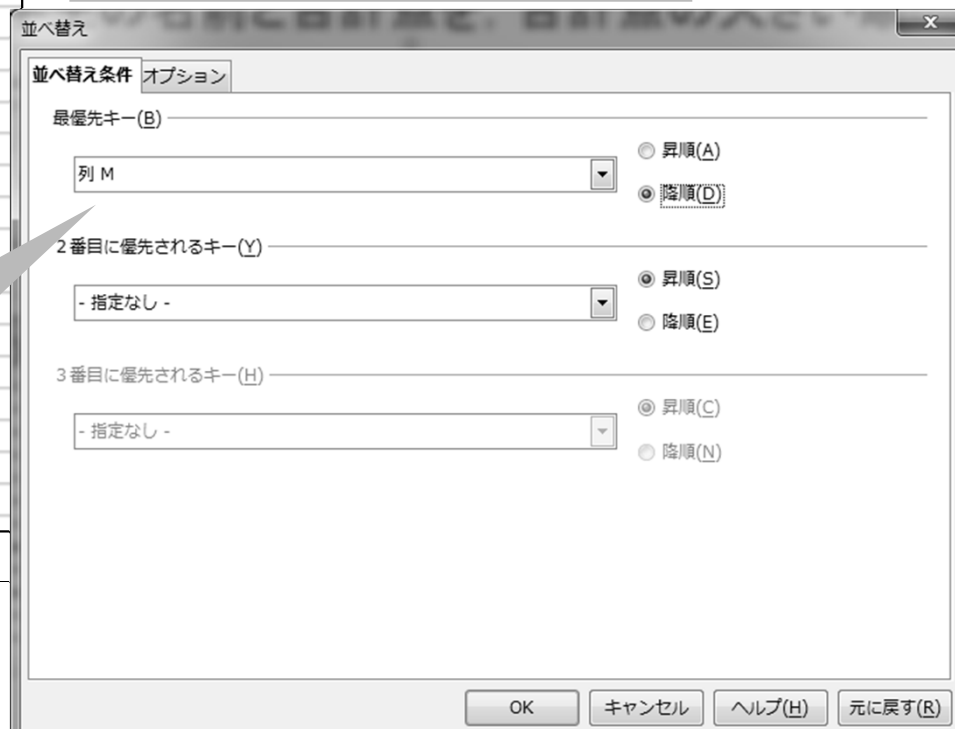 並べ替え
並べ替え条件 オプション
最優先キー(B)
列 M
昇順(A)
降順(D)
2番目に優先されるキー(Y)
- 指定なし -
昇順(S)
降順(E)
3番目に優先されるキー(H)
- 指定なし -
昇順(C)
降順(N)
OK キャンセル ヘルプ(H) 元に戻す(R)